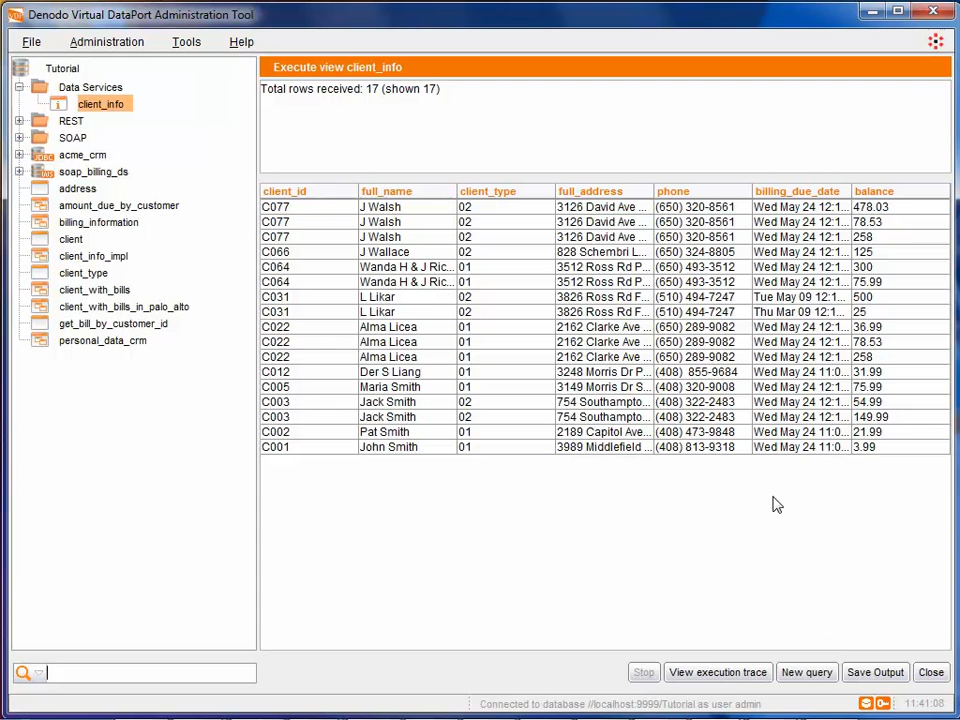 Denodo Virtual DataPort Administration Tool
File Administration Tools Help
Tutorial
Data Services
client_info
REST
SOAP
acme_crm
soap_billing_ds
address
amount_due_by_customer
billing_information
client
client_info_impl
client_type
client_with_bills
client_with_bills_in_palo_alto
get_bill_by_customer_id
personal_data_crm
Execute view client_info
Total rows received: 17 (shown 17)
client_id full_name client_type full_address phone billing_due_date balance
C077 J Walsh 02 3126 David Ave ... (650) 320-8561 Wed May 24 12:1... 478.03
C077 J Walsh 02 3126 David Ave ... (650) 320-8561 Wed May 24 12:1... 78.53
C077 J Walsh 02 3126 David Ave ... (650) 320-8561 Wed May 24 12:1... 258
C066 J Wallace 02 828 Schembri L... (650) 324-8805 Wed May 24 12:1... 125
C064 Wanda H & J Ric... 01 3512 Ross Rd P... (650) 493-3512 Wed May 24 12:1... 300
C064 Wanda H & J Ric... 01 3512 Ross Rd P... (650) 493-3512 Wed May 24 12:1... 75.99
C031 L Likar 02 3826 Ross Rd F... (510) 494-7247 Tue May 09 12:1... 500
C031 L Likar 02 3826 Ross Rd F... (510) 494-7247 Thu Mar 09 12:1... 25
C022 Alma Licea 01 2162 Clarke Ave ... (650) 289-9082 Wed May 24 12:1... 36.99
C022 Alma Licea 01 2162 Clarke Ave ... (650) 289-9082 Wed May 24 12:1... 78.53
C022 Alma Licea 01 2162 Clarke Ave ... (650) 289-9082 Wed May 24 12:1... 258
C012 Der S Liang 01 3248 Morris Dr P... (408) 855-9684 Wed May 24 11:0... 31.99
C005 Maria Smith 01 3149 Morris Dr S... (408) 320-9008 Wed May 24 12:1... 75.99
C003 Jack Smith 02 754 Southampto... (408) 322-2483 Wed May 24 12:1... 54.99
C003 Jack Smith 02 754 Southampto... (408) 322-2483 Wed May 24 12:1... 149.99
C002 Pat Smith 01 2189 Capitol Ave... (408) 473-9848 Wed May 24 11:0... 21.99
C001 John Smith 01 3989 Middlefield ... (408) 813-9318 Wed May 24 11:0... 3.99
Stop View execution trace New query Save Output Close
Connected to database //localhost:9999/Tutorial as user admin 11:41:08